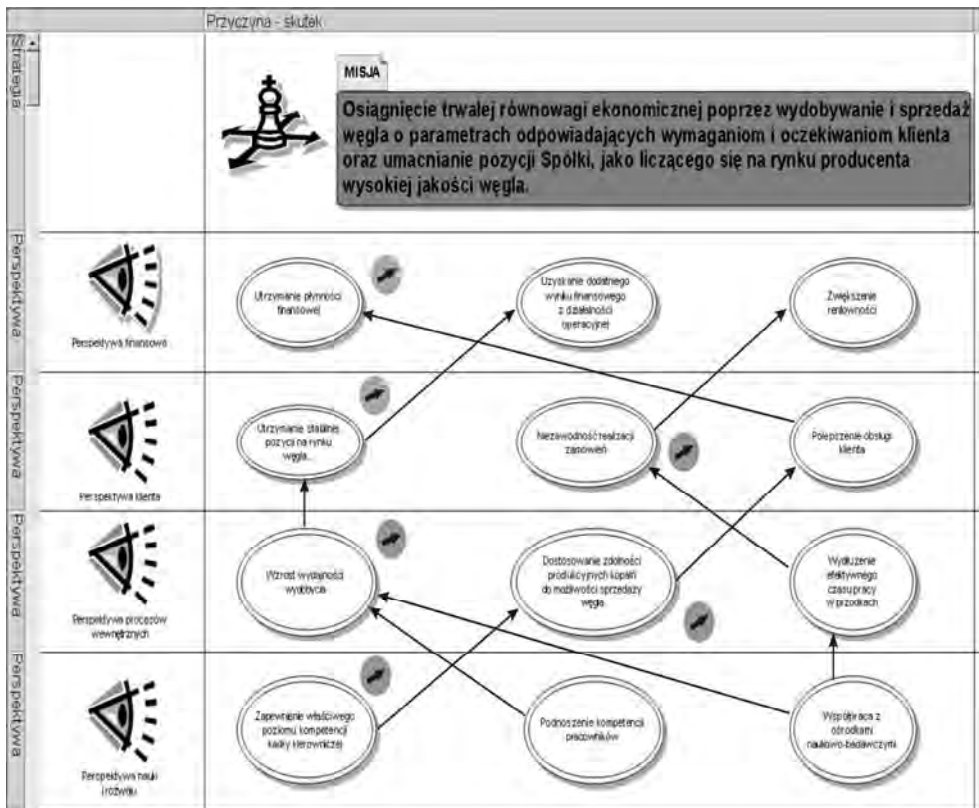 Przyczyna - skutek
Strategia
MISJA
Osiągnięcie trwałej równowagi ekonomicznej poprzez wydobywanie i sprzedaż
węgla o parametrach odpowiadających wymaganiom i oczekiwaniom klienta
oraz umacnianie pozycji Spółki, jako liczącego się na rynku producenta
wysokiej jakości węgla.
Perspektywa
Perspektywa finansowa
Utrzymanie płynności
finansowej
Uzyskanie dodatniego
wyniku finansowego
z działalności
operacyjnej
Zwiększenie
rentowności
Perspektywa
Perspektywa klienta
Utrzymanie stabilnej
pozycji na rynku
węgla...
Niezawodność realizacji
zamówień
Polepszenie obsługi
klienta
Perspektywa
Perspektywa procesów
wewnętrznych
Wzrost wydajności
wydobycia
Dostosowanie zdolności
produkcyjnych kopalń
do możliwości sprzedaży
węgla
Wydłużenie
efektywnego
czasu pracy
w przodkach
Perspektywa
Perspektywa nauki
i rozwoju
Zapewnienie właściwego
poziomu kompetencji
kadry kierowniczej
Podnoszenie kompetencji
pracowników
Współpraca z
ośrodkami
naukowo-badawczymi